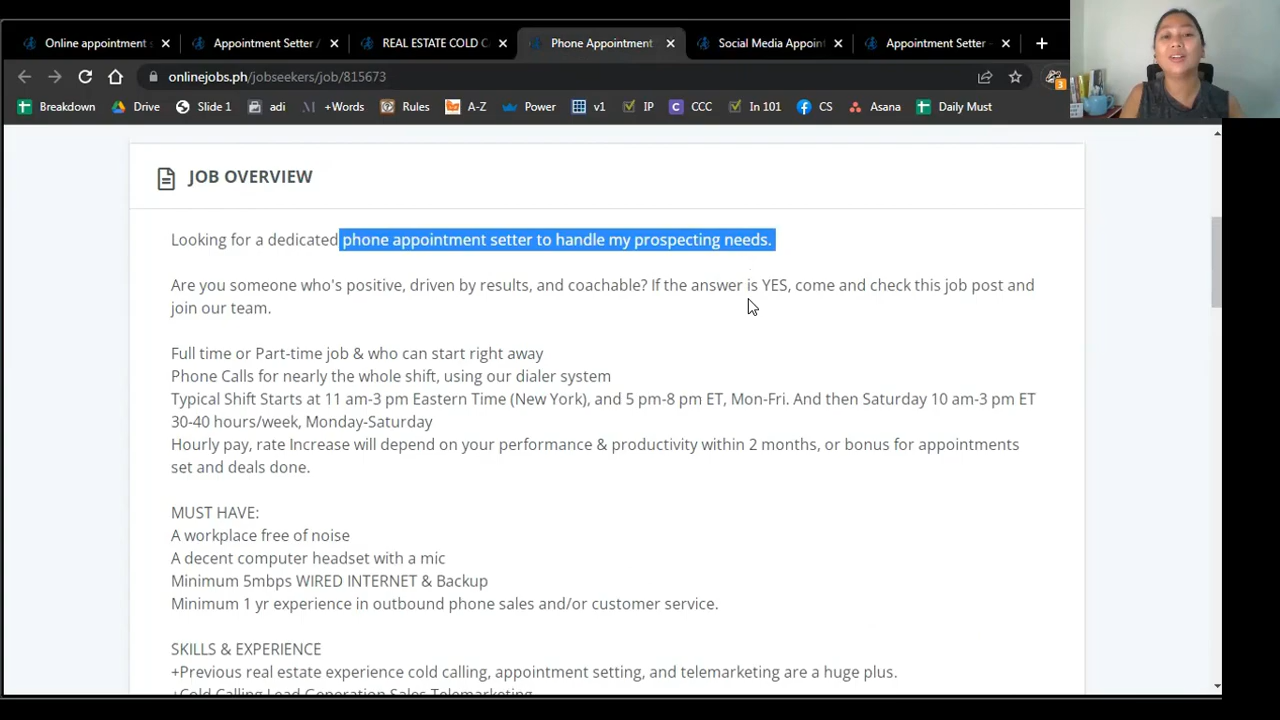 Online appointment s
Appointment Setter /
REAL ESTATE COLD C
Phone Appointment
Social Media Appoin
Appointment Setter -
onlinejobs.ph/jobseekers/job/815673
3
Breakdown
Drive
Slide 1
adi
+Words
Rules
A-Z
Power
v1
IP
CCC
In 101
CS
Asana
Daily Must
JOB OVERVIEW
Looking for a dedicated phone appointment setter to handle my prospecting needs.
Are you someone who's positive, driven by results, and coachable? If the answer is YES, come and check this job post and
join our team.
Full time or Part-time job & who can start right away
Phone Calls for nearly the whole shift, using our dialer system
Typical Shift Starts at 11 am-3 pm Eastern Time (New York), and 5 pm-8 pm ET, Mon-Fri. And then Saturday 10 am-3 pm ET
30-40 hours/week, Monday-Saturday
Hourly pay, rate Increase will depend on your performance & productivity within 2 months, or bonus for appointments
set and deals done.
MUST HAVE:
A workplace free of noise
A decent computer headset with a mic
Minimum 5mbps WIRED INTERNET & Backup
Minimum 1 yr experience in outbound phone sales and/or customer service.
SKILLS & EXPERIENCE
+Previous real estate experience cold calling, appointment setting, and telemarketing are a huge plus.
+Cold Calling Lead Generation Sales Telemarketing